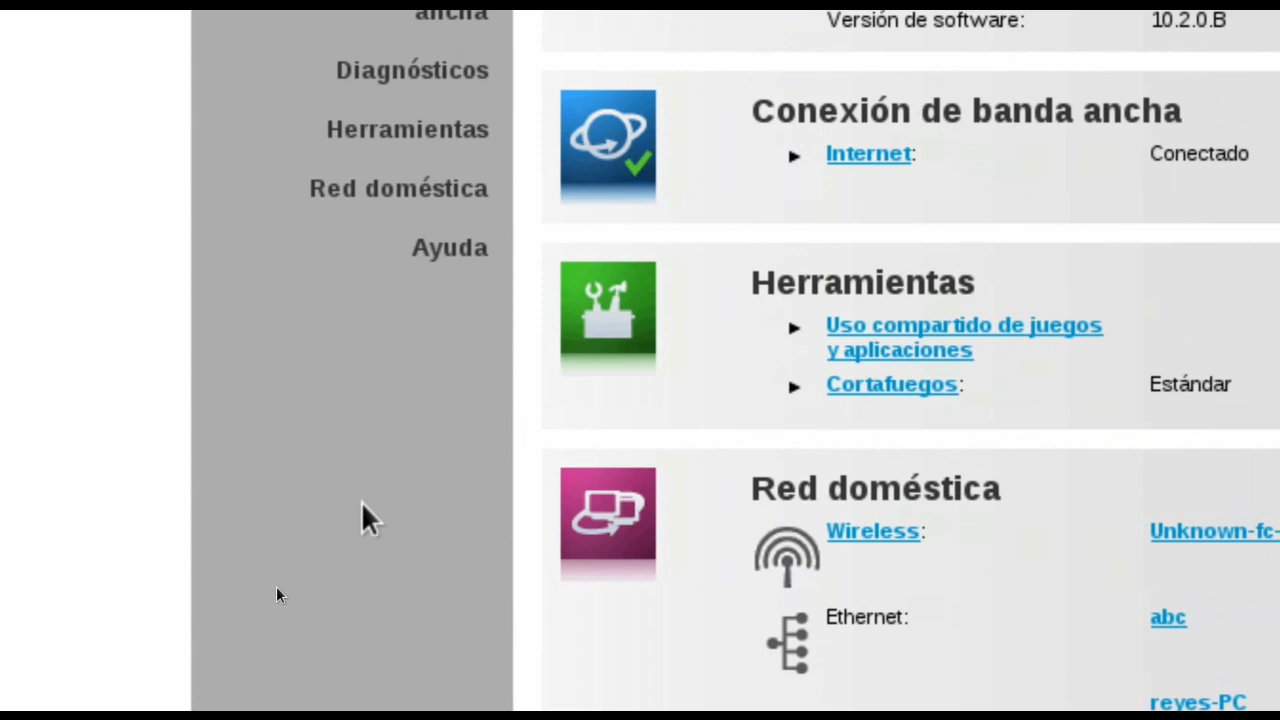 ancha
Diagnósticos
Herramientas
Red doméstica
Ayuda
Versión de software: 10.2.0.B
Conexión de banda ancha
Internet: Conectado
Herramientas
Uso compartido de juegos
y aplicaciones
Cortafuegos: Estándar
Red doméstica
Wireless: Unknown-fc-
Ethernet: abc
reyes-PC